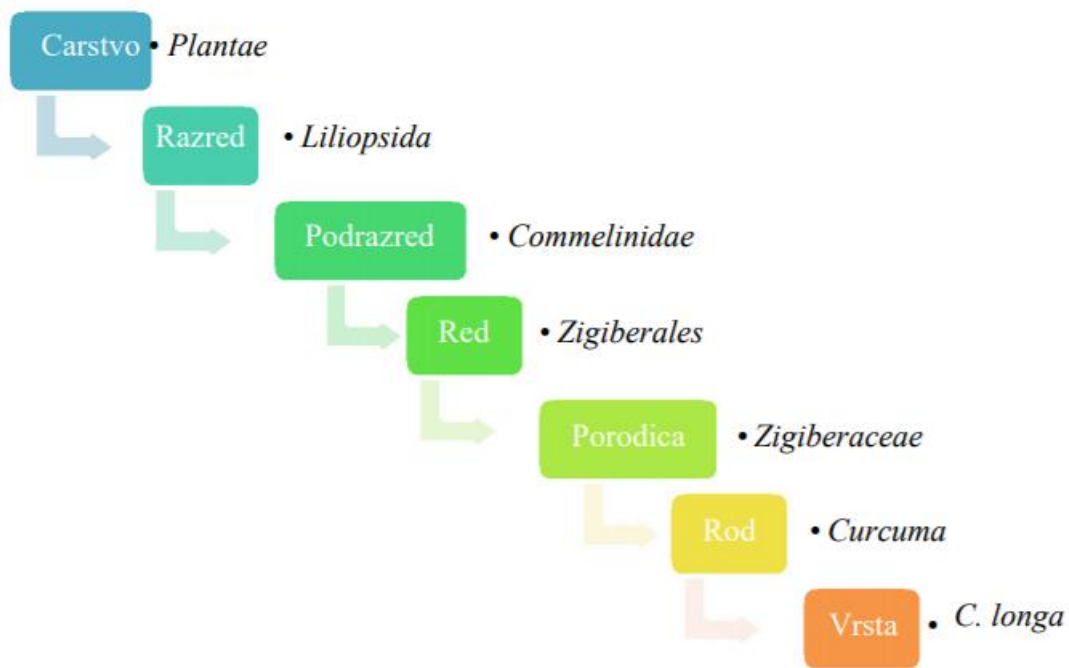 Carstvo • Plantae
Razred • Liliopsida
Podrazred • Commelinidae
Red • Zigiberales
Porodica • Zigiberaceae
Rod • Curcuma
Vrsta • C. longa